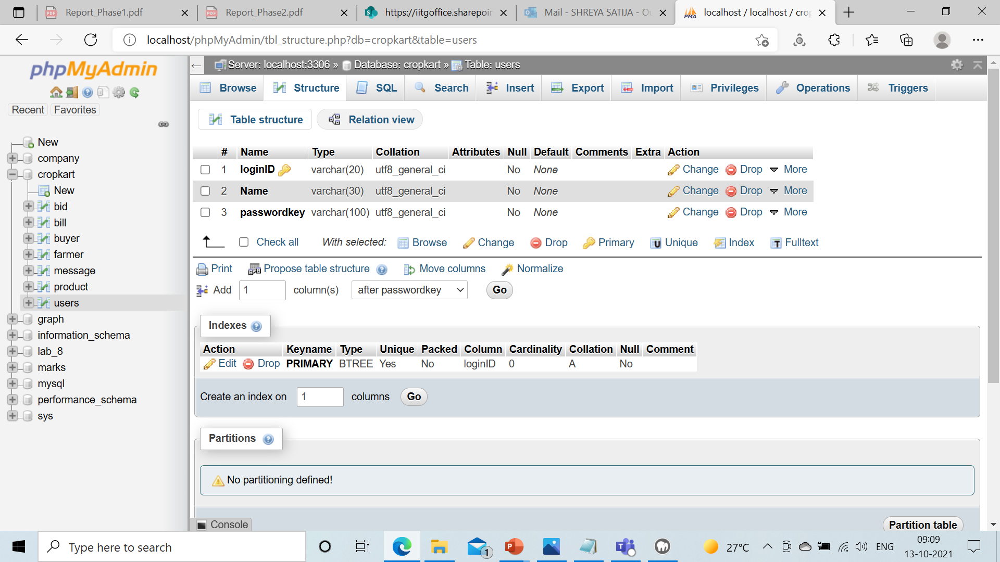 Report_Phase1.pdf
Report_Phase2.pdf
https://iitgoffice.sharepoin
Mail - SHREYA SATIJA - Ou
localhost / localhost / crop
localhost/phpMyAdmin/tbl_structure.php?db=cropkart&table=users
phpMyAdmin
Recent Favorites
New
company
cropkart
New
bid
bill
buyer
farmer
message
product
users
graph
information_schema
lab_8
marks
mysql
performance_schema
sys
Server: localhost:3306 » Database: cropkart » Table: users
Browse Structure SQL Search Insert Export Import Privileges Operations Triggers
Table structure Relation view
# Name Type Collation Attributes Null Default Comments Extra Action
1 loginID varchar(20) utf8_general_ci No None Change Drop More
2 Name varchar(30) utf8_general_ci No None Change Drop More
3 passwordkey varchar(100) utf8_general_ci No None Change Drop More
Check all With selected: Browse Change Drop Primary Unique Index Fulltext
Print Propose table structure Move columns Normalize
Add 1 column(s) after passwordkey Go
Indexes
Action Keyname Type Unique Packed Column Cardinality Collation Null Comment
Edit Drop PRIMARY BTREE Yes No loginID 0 A No
Create an index on 1 columns Go
Partitions
No partitioning defined!
Console
Partition table
Type here to search
1
27°C
ENG
09:09
13-10-2021